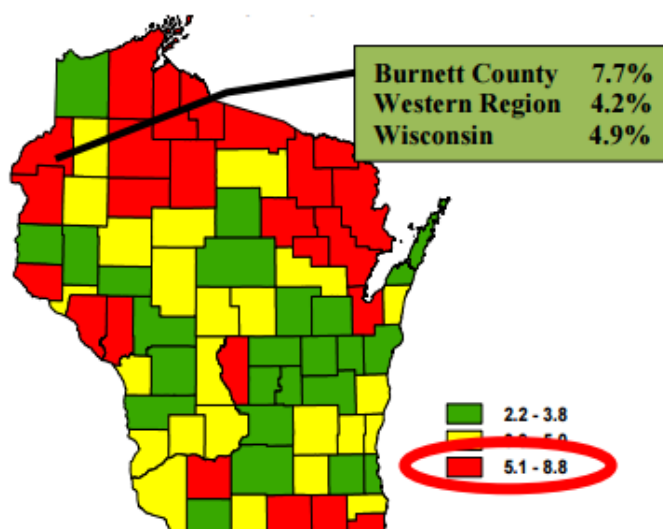 Burnett County 7.7%
Western Region 4.2%
Wisconsin 4.9%
2.2 - 3.8
5.1 - 8.8